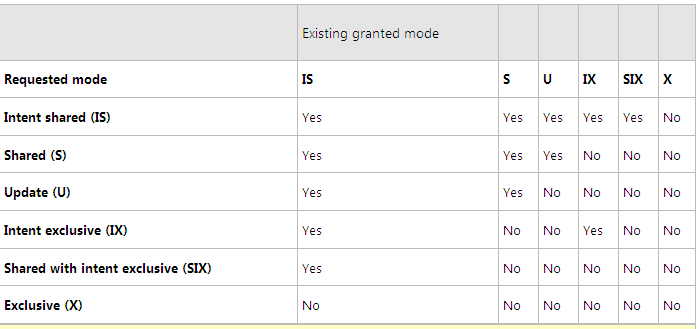 Existing granted mode
Requested mode IS S U IX SIX X
Intent shared (IS) Yes Yes Yes Yes Yes No
Shared (S) Yes Yes Yes No No No
Update (U) Yes Yes No No No No
Intent exclusive (IX) Yes No No Yes No No
Shared with intent exclusive (SIX) Yes No No No No No
Exclusive (X) No No No No No No